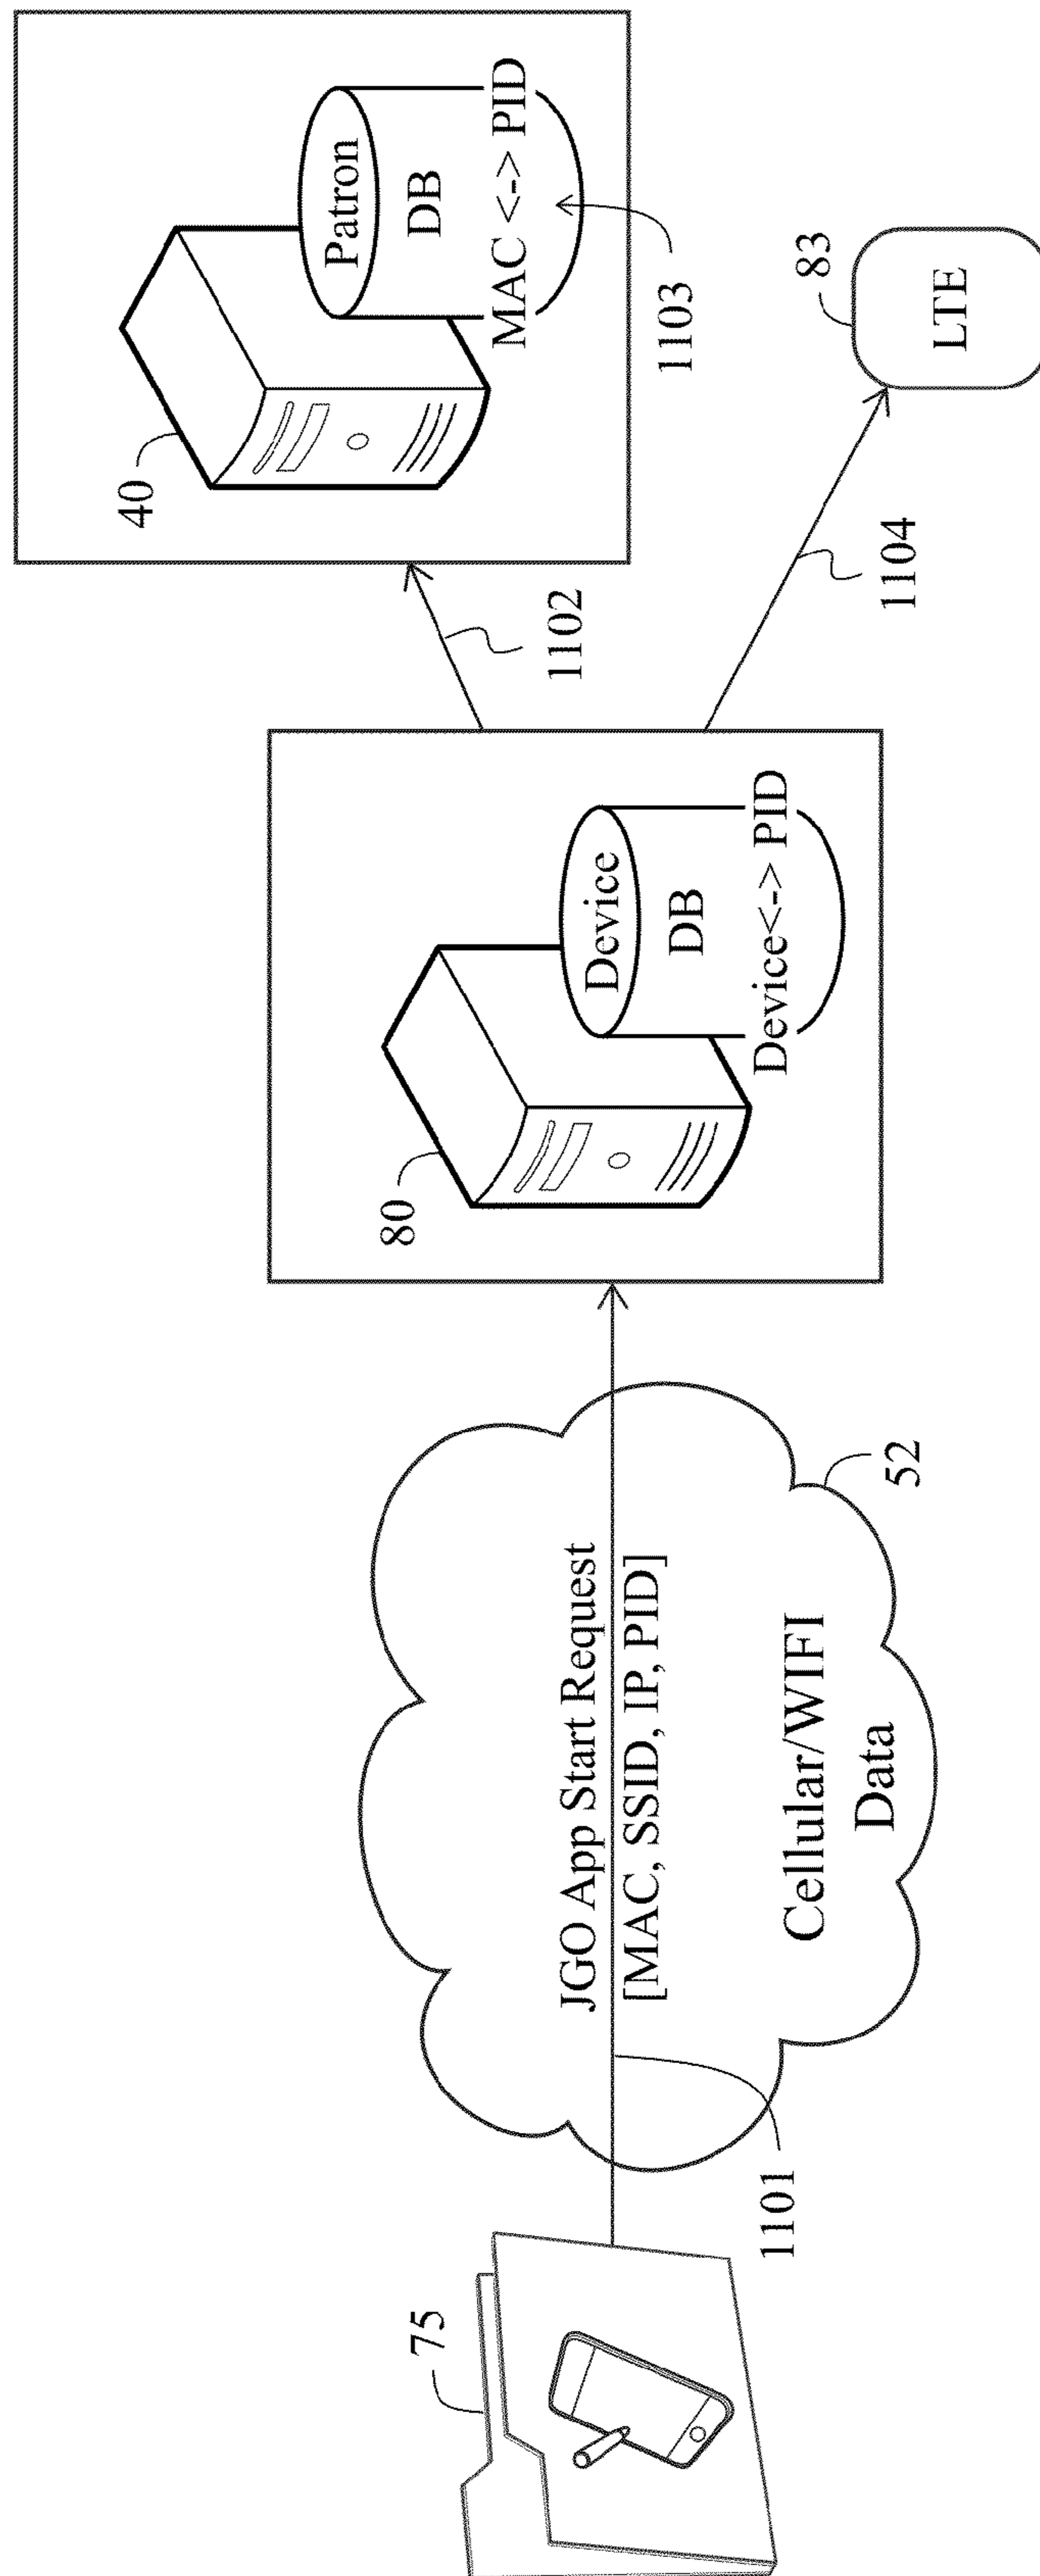 75
1101
JGO App Start Request
[MAC, SSID, IP, PID]
Cellular/WIFI
Data
52
80
Device
DB
Device<-> PID
1102
1104
40
Patron
DB
MAC <-> PID
1103
83
LTE